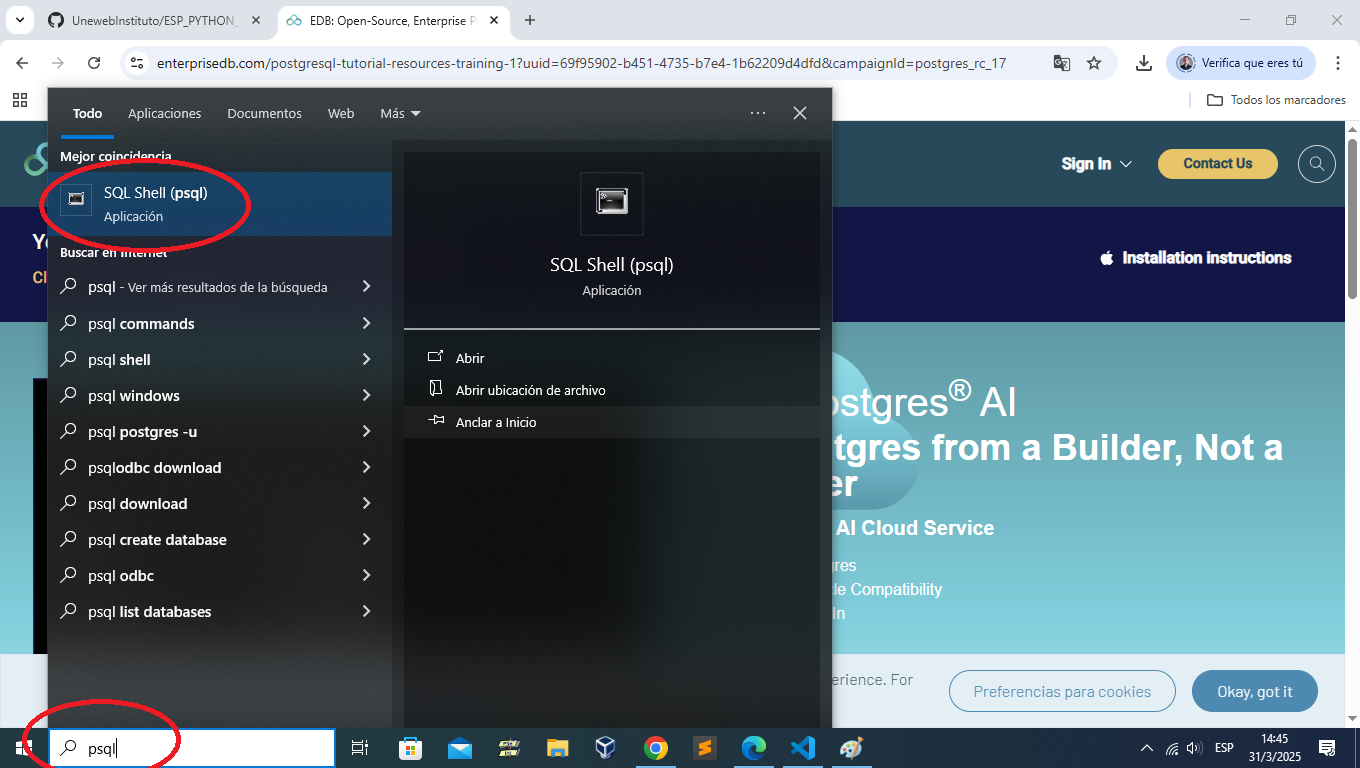 UnewebInstituto/ESP_PYTHON_
EDB: Open-Source, Enterprise P
enterprisedb.com/postgresql-tutorial-resources-training-1?uuid=69f95902-b451-4735-b7e4-1b62209d4dfd&campaignId=postgres_rc_17
Verifica que eres tú
Todos los marcadores
Todo Aplicaciones Documentos Web Más
Mejor coincidencia
SQL Shell (psql)
Aplicación
Buscar en Internet
psql - Ver más resultados de la búsqueda
psql commands
psql shell
psql windows
psql postgres -u
psqlodbc download
psql download
psql create database
psql odbc
psql list databases
SQL Shell (psql)
Aplicación
Abrir
Abrir ubicación de archivo
Anclar a Inicio
Sign In
Contact Us
Yo
Cl
Installation instructions
ostgres® AI
tgres from a Builder, Not a
er
AI Cloud Service
gres
le Compatibility
In
erience. For
Preferencias para cookies
Okay, got it
psql
ESP
14:45
31/3/2025